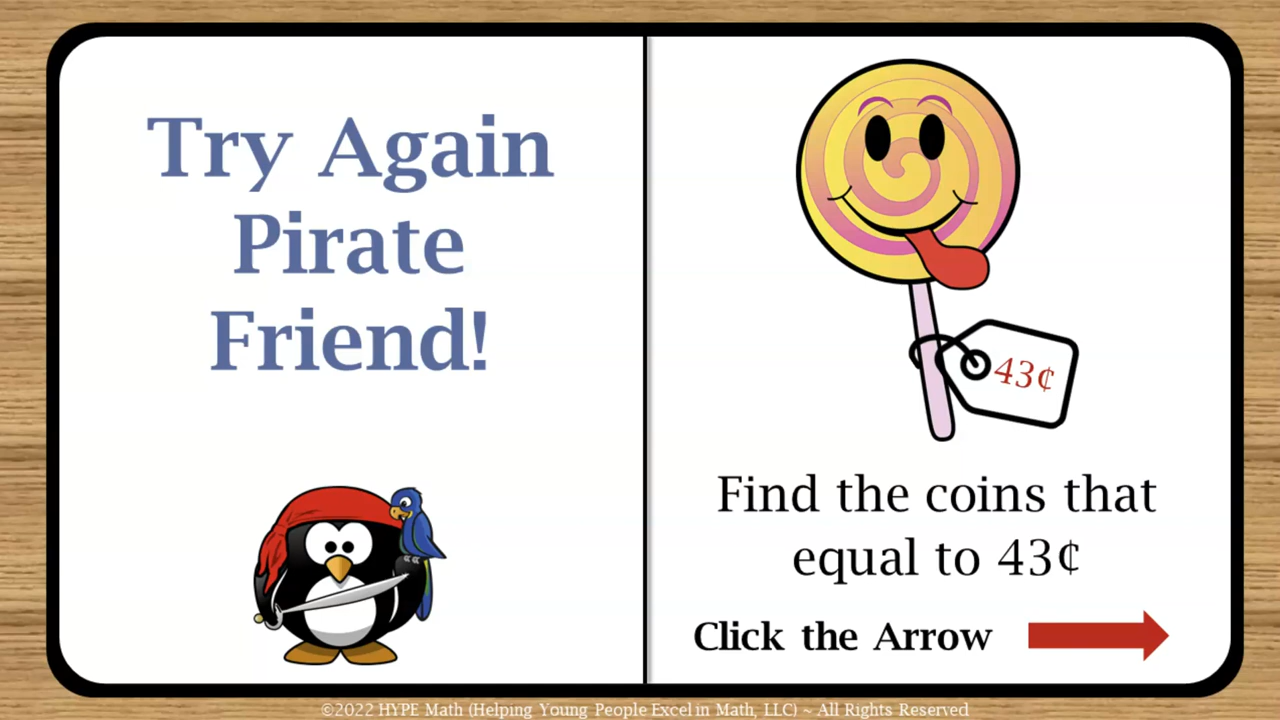 Try Again
Pirate
Friend!
43¢
Find the coins that
equal to 43¢
Click the Arrow
©2022 HYPE Math (Helping Young People Excel in Math, LLC) ~ All Rights Reserved